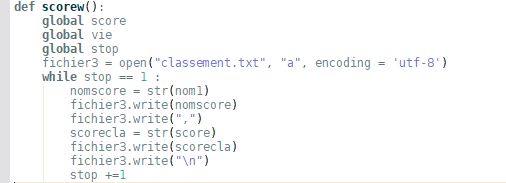 def scorew():
    global score
    global vie
    global stop
    fichier3 = open("classement.txt", "a", encoding = 'utf-8')
    while stop == 1 :
        nomscore = str(nom1)
        fichier3.write(nomscore)
        fichier3.write(",")
        scorecla = str(score)
        fichier3.write(scorecla)
        fichier3.write("\n")
        stop +=1